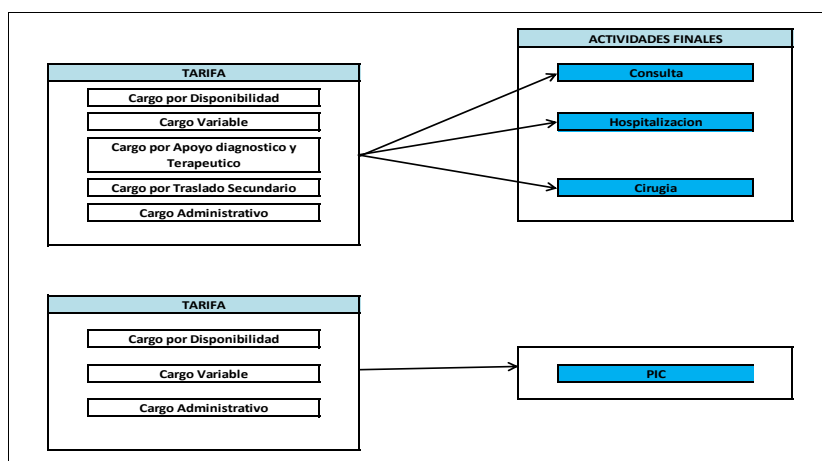 TARIFA
Cargo por Disponibilidad
Cargo Variable
Cargo por Apoyo diagnostico y
Terapeutico
Cargo por Traslado Secundario
Cargo Administrativo
ACTIVIDADES FINALES
Consulta
Hospitalizacion
Cirugia
TARIFA
Cargo por Disponibilidad
Cargo Variable
Cargo Administrativo
PIC